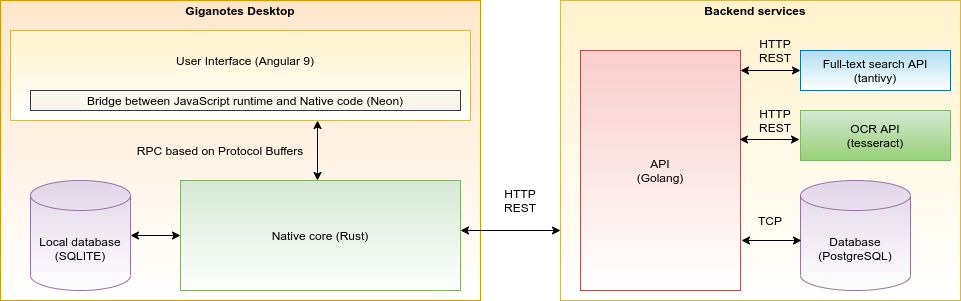 Giganotes Desktop
User Interface (Angular 9)
Bridge between JavaScript runtime and Native code (Neon)
RPC based on Protocol Buffers
Local database
(SQLITE)
Native core (Rust)
HTTP
REST
Backend services
API
(Golang)
HTTP
REST
Full-text search API
(tantivy)
HTTP
REST
OCR API
(tesseract)
TCP
Database
(PostgreSQL)